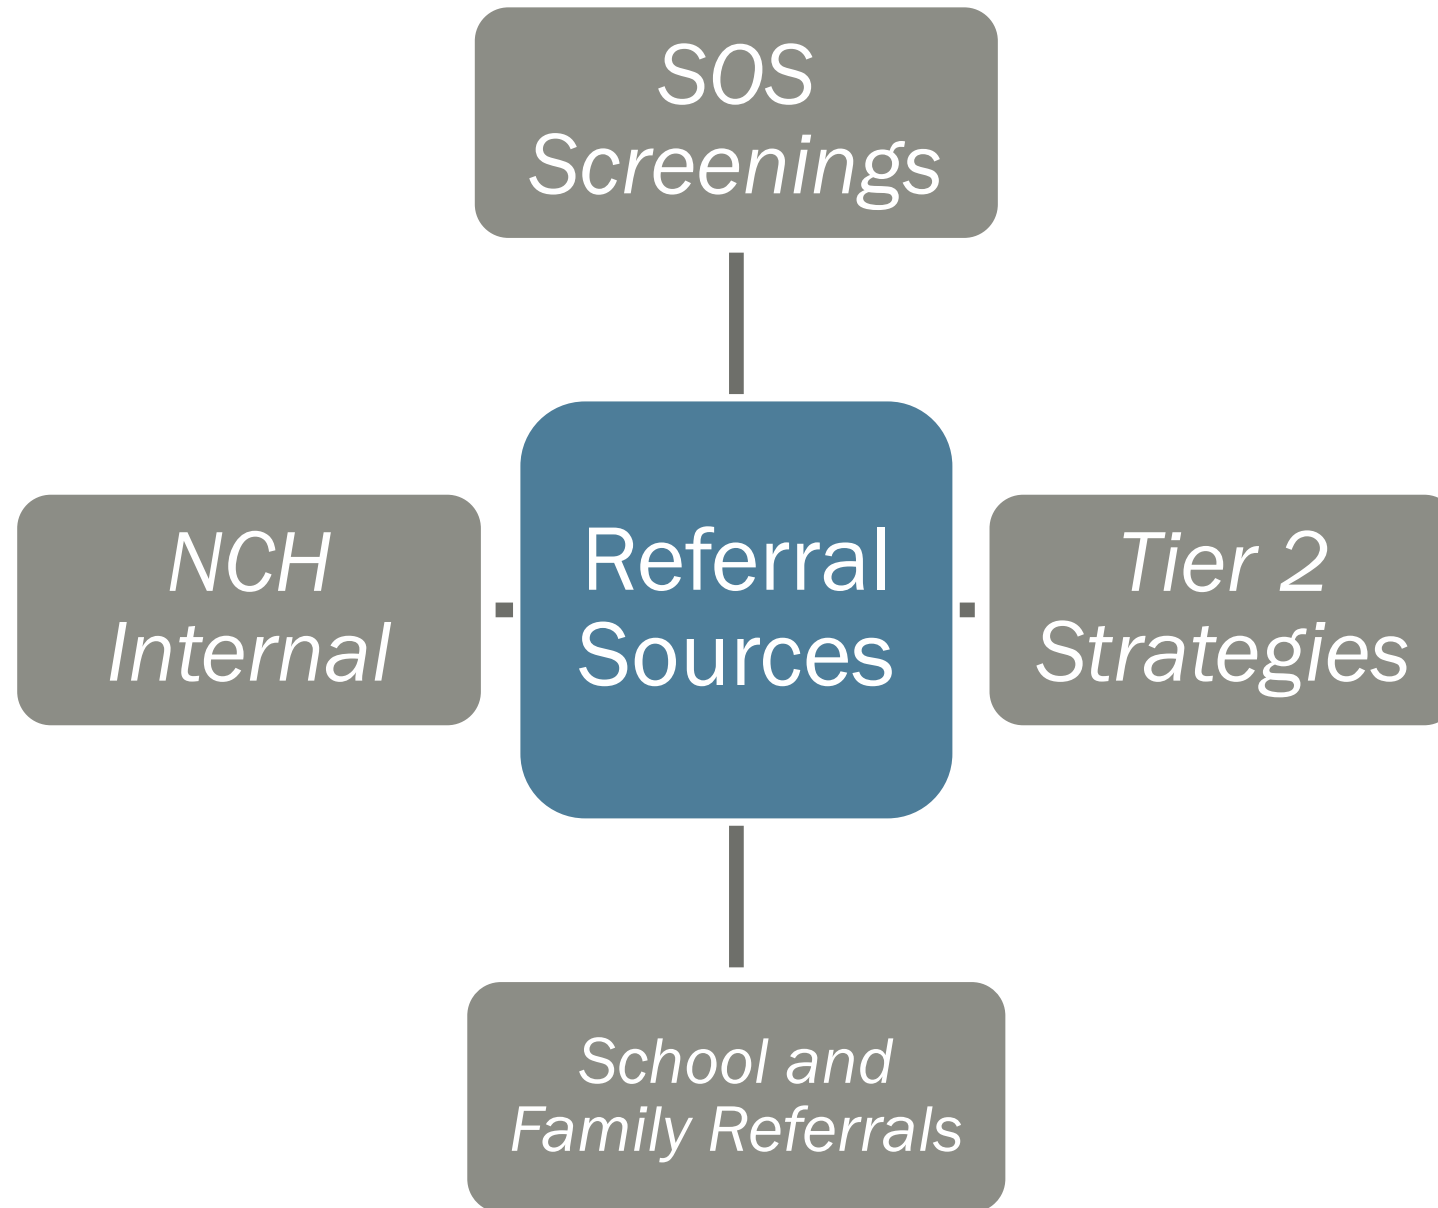 SOS
Screenings
NCH
Internal
Referral
Sources
Tier 2
Strategies
School and
Family Referrals